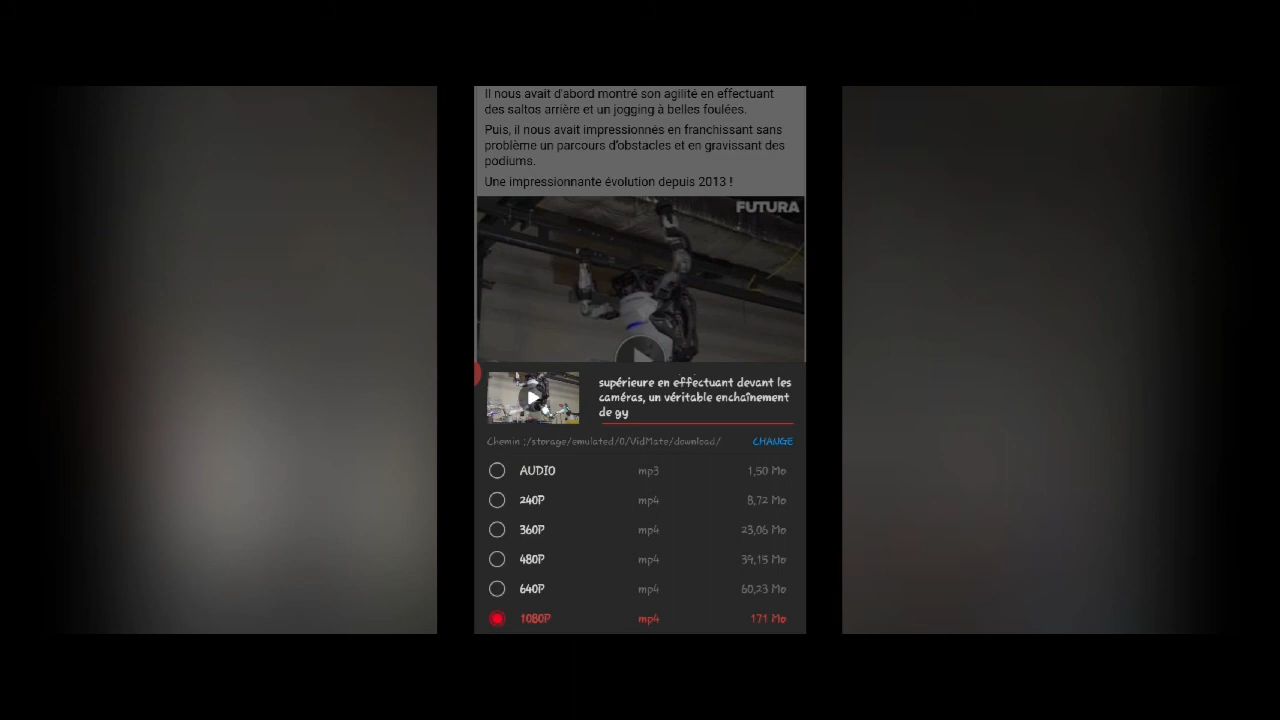 Il nous avait d'abord montré son agilité en effectuant
des saltos arrière et un jogging à belles foulées.
Puis, il nous avait impressionnés en franchissant sans
problème un parcours d'obstacles et en gravissant des
podiums.
Une impressionnante évolution depuis 2013 !
FUTURA
supérieure en effectuant devant les
caméras, un véritable enchaînement
de gy
Chemin :/storage/emulated/0/VidMate/download/ CHANGE
AUDIO mp3 1,50 Mo
240P mp4 8,72 Mo
360P mp4 23,06 Mo
480P mp4 39,15 Mo
640P mp4 60,23 Mo
1080P mp4 171 Mo